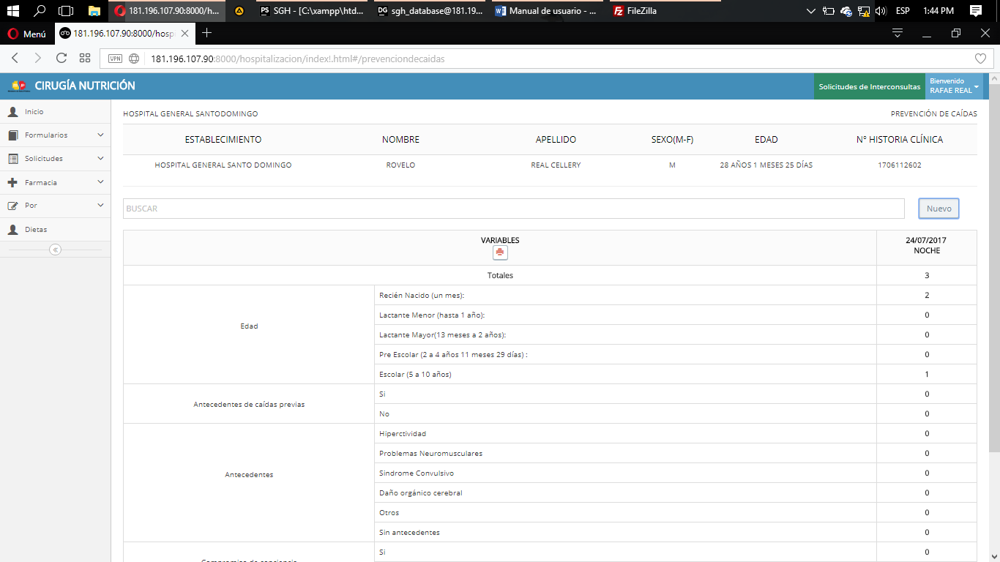 181.196.107.90:8000/h...
SGH - [C:\xampp\htd...
sgh_database@181.19...
Manual de usuario - ...
FileZilla
ESP
1:44 PM
Menú
181.196.107.90:8000/hosp
VPN
181.196.107.90:8000/hospitalizacion/index!.html#/prevenciondecaidas
CIRUGÍA NUTRICIÓN
Solicitudes de Interconsultas
Bienvenido
RAFAE REAL
Inicio
Formularios
Solicitudes
Farmacia
Por
Dietas
HOSPITAL GENERAL SANTODOMINGO
PREVENCIÓN DE CAÍDAS
ESTABLECIMIENTO NOMBRE APELLIDO SEXO(M-F) EDAD N° HISTORIA CLÍNICA
HOSPITAL GENERAL SANTO DOMINGO ROVELO REAL CELLERY M 28 AÑOS 1 MESES 25 DÍAS 1706112602
BUSCAR
Nuevo
VARIABLES
24/07/2017
NOCHE
Totales 3
Edad
Recién Nacido (un mes): 2
Lactante Menor (hasta 1 año): 0
Lactante Mayor(13 meses a 2 años): 0
Pre Escolar (2 a 4 años 11 meses 29 días) : 0
Escolar (5 a 10 años) 1
Antecedentes de caídas previas
Si 0
No 0
Antecedentes
Hiperctividad 0
Problemas Neuromusculares 0
Sindrome Convulsivo 0
Daño orgánico cerebral 0
Otros 0
Sin antecedentes 0
Si 0